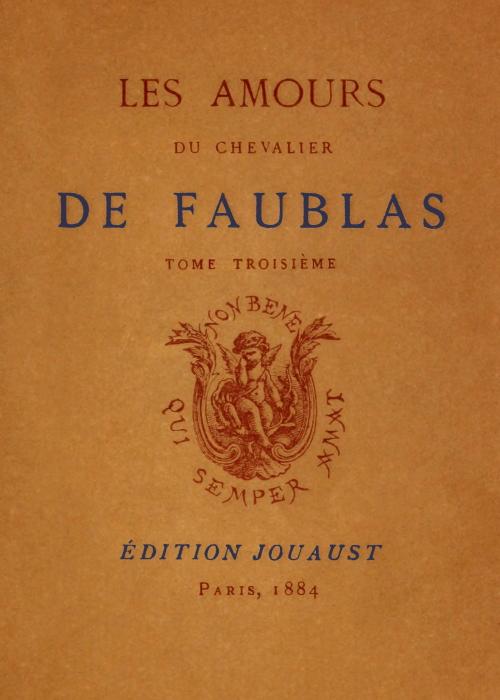 LES AMOURS
DU CHEVALIER
DE FAUBLAS
TOME TROISIÈME
NON BENE
QUI
SEMPER
AMAT
ÉDITION JOUAUST
PARIS, 1884